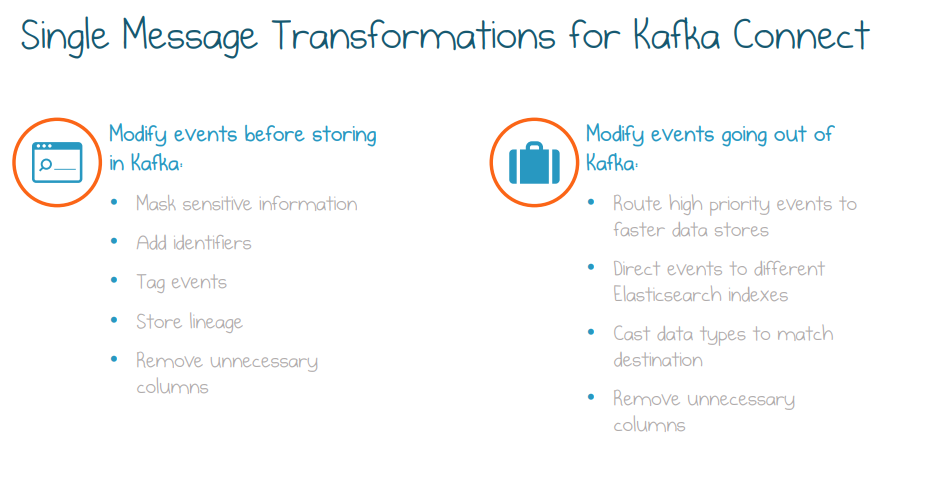 Single Message Transformations for Kafka Connect
Modify events before storing
in Kafka:
Mask sensitive information
Add identifiers
Tag events
Store lineage
Remove unnecessary
columns
Modify events going out of
Kafka:
Route high priority events to
faster data stores
Direct events to different
Elasticsearch indexes
Cast data types to match
destination
Remove unnecessary
columns